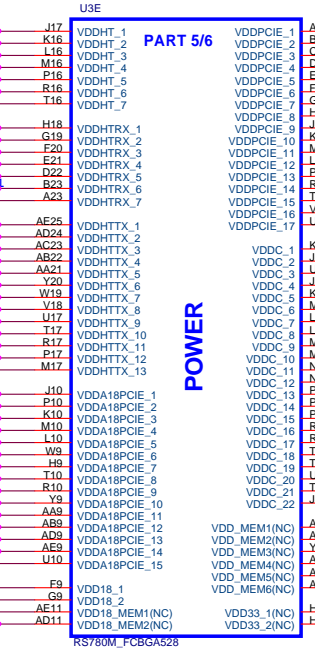 U3E
PART 5/6
POWER
J17 VDDHT_1
K16 VDDHT_2
L16 VDDHT_3
M16 VDDHT_4
P16 VDDHT_5
R16 VDDHT_6
T16 VDDHT_7
H18 VDDHTRX_1
G19 VDDHTRX_2
F20 VDDHTRX_3
E21 VDDHTRX_4
D22 VDDHTRX_5
B23 VDDHTRX_6
A23 VDDHTRX_7
AE25 VDDHTTX_1
AD24 VDDHTTX_2
AC23 VDDHTTX_3
AB22 VDDHTTX_4
AA21 VDDHTTX_5
Y20 VDDHTTX_6
W19 VDDHTTX_7
V18 VDDHTTX_8
U17 VDDHTTX_9
T17 VDDHTTX_10
R17 VDDHTTX_11
P17 VDDHTTX_12
M17 VDDHTTX_13
J10 VDDA18PCIE_1
P10 VDDA18PCIE_2
K10 VDDA18PCIE_3
M10 VDDA18PCIE_4
L10 VDDA18PCIE_5
W9 VDDA18PCIE_6
H9 VDDA18PCIE_7
T10 VDDA18PCIE_8
R10 VDDA18PCIE_9
Y9 VDDA18PCIE_10
AA9 VDDA18PCIE_11
AB9 VDDA18PCIE_12
AD9 VDDA18PCIE_13
AE9 VDDA18PCIE_14
U10 VDDA18PCIE_15
F9 VDD18_1
G9 VDD18_2
AE11 VDD18_MEM1(NC)
AD11 VDD18_MEM2(NC)
VDDPCIE_1
VDDPCIE_2
VDDPCIE_3
VDDPCIE_4
VDDPCIE_5
VDDPCIE_6
VDDPCIE_7
VDDPCIE_8
VDDPCIE_9
VDDPCIE_10
VDDPCIE_11
VDDPCIE_12
VDDPCIE_13
VDDPCIE_14
VDDPCIE_15
VDDPCIE_16
VDDPCIE_17
VDDC_1
VDDC_2
VDDC_3
VDDC_4
VDDC_5
VDDC_6
VDDC_7
VDDC_8
VDDC_9
VDDC_10
VDDC_11
VDDC_12
VDDC_13
VDDC_14
VDDC_15
VDDC_16
VDDC_17
VDDC_18
VDDC_19
VDDC_20
VDDC_21
VDDC_22
VDD_MEM1(NC)
VDD_MEM2(NC)
VDD_MEM3(NC)
VDD_MEM4(NC)
VDD_MEM5(NC)
VDD_MEM6(NC)
VDD33_1(NC)
VDD33_2(NC)
RS780M_FCBGA528